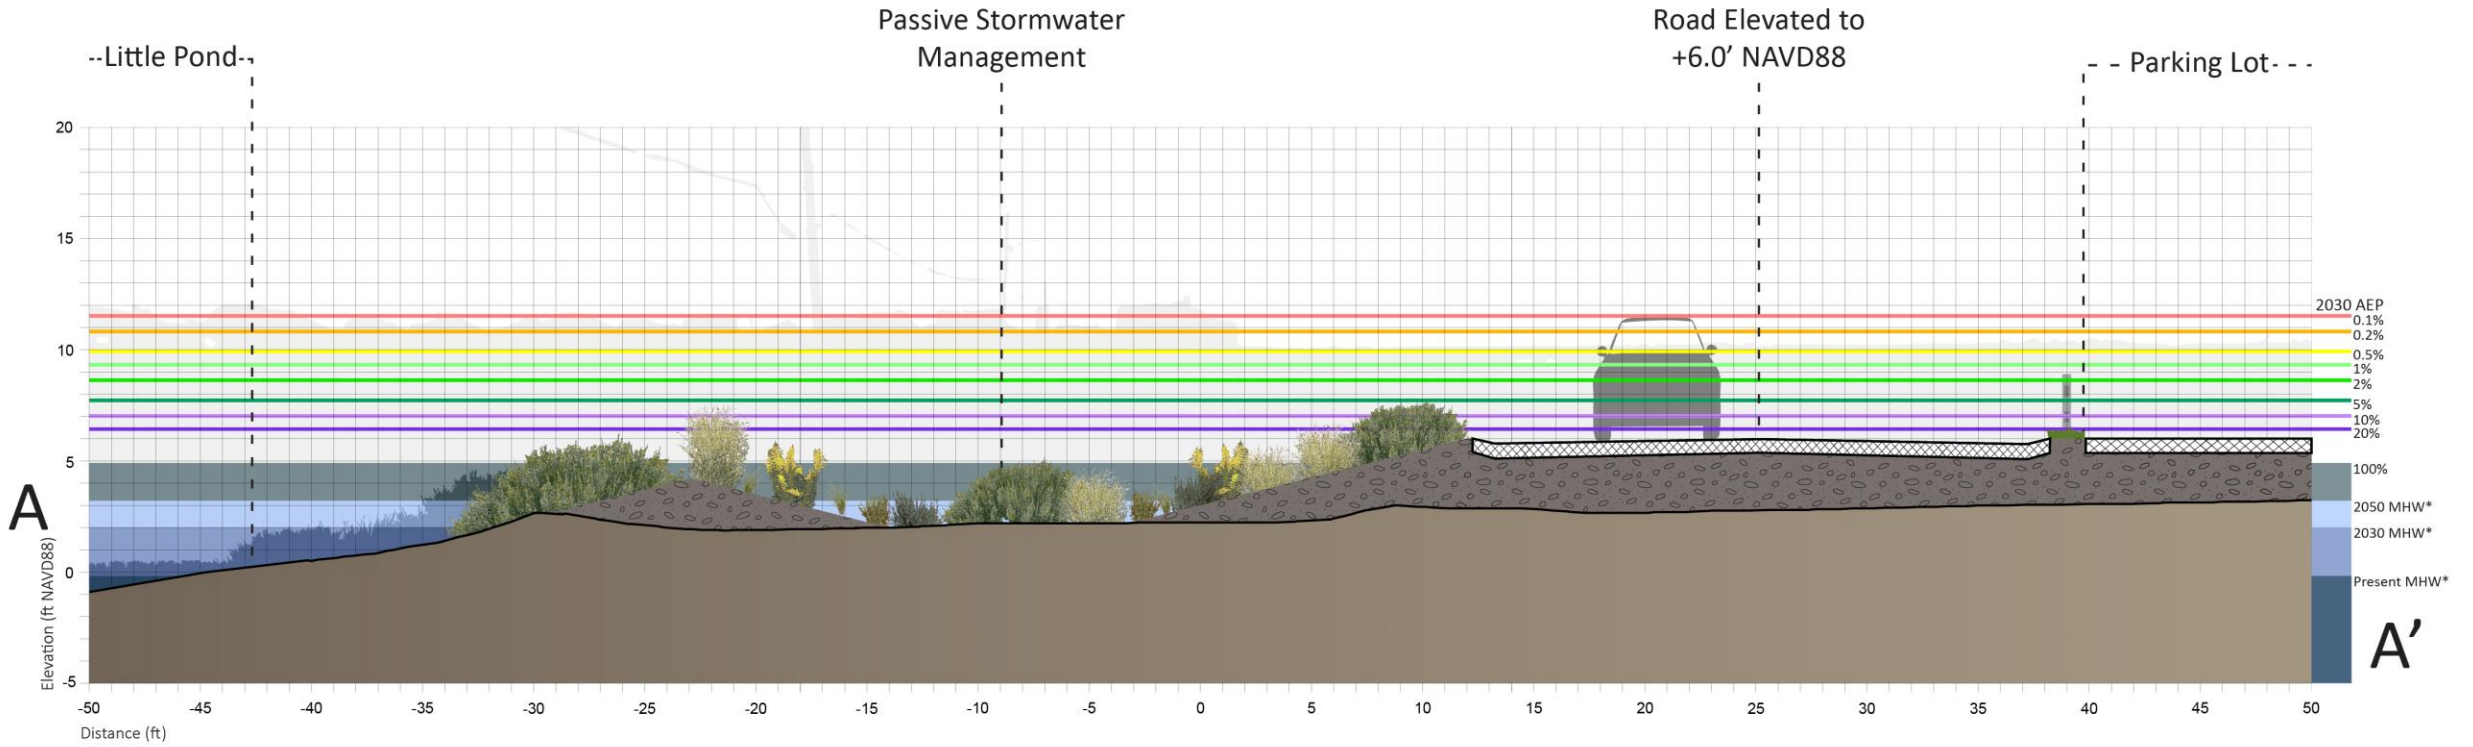 Passive Stormwater
Management
Road Elevated to
+6.0’ NAVD88
--Little Pond--
- - Parking Lot- - -
20
15
10
5
0
-5
Elevation (ft NAVD88)
A
2030 AEP
0.1%
0.2%
0.5%
1%
2%
5%
10%
20%
100%
2050 MHW*
2030 MHW*
Present MHW*
A’
-50 -45 -40 -35 -30 -25 -20 -15 -10 -5 0 5 10 15 20 25 30 35 40 45 50
Distance (ft)